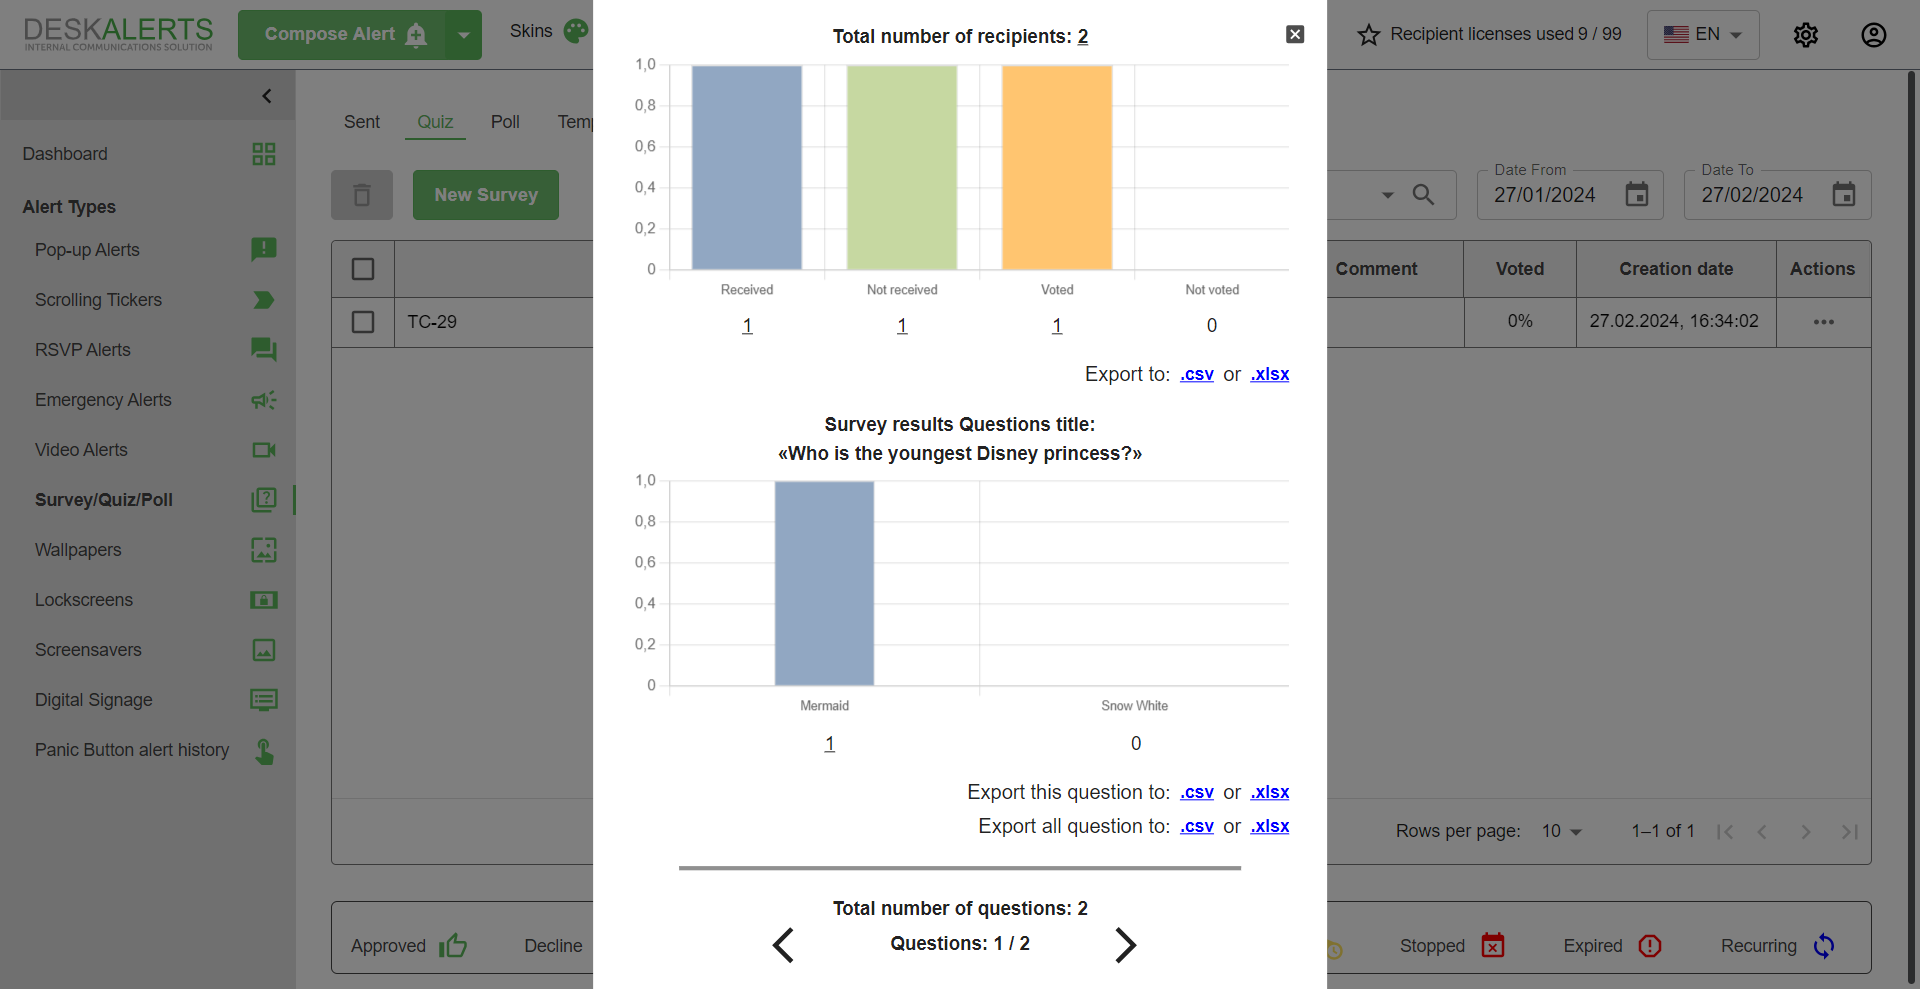 DESKALERTS
INTERNAL COMMUNICATIONS SOLUTION
Compose Alert
Skins
Recipient licenses used 9 / 99
EN
Dashboard
Alert Types
Pop-up Alerts
Scrolling Tickers
RSVP Alerts
Emergency Alerts
Video Alerts
Survey/Quiz/Poll
Wallpapers
Lockscreens
Screensavers
Digital Signage
Panic Button alert history
Sent Quiz Poll
New Survey
Date From
27/01/2024
Date To
27/02/2024
Comment Voted Creation date Actions
TC-29 0% 27.02.2024, 16:34:02
Rows per page: 10 1–1 of 1
Approved Decline Stopped Expired Recurring
Total number of recipients: 2
1,0
0,8
0,6
0,4
0,2
0
Received Not received Voted Not voted
1 1 1 0
Export to: .csv or .xlsx
Survey results Questions title:
«Who is the youngest Disney princess?»
1,0
0,8
0,6
0,4
0,2
0
Mermaid Snow White
1 0
Export this question to: .csv or .xlsx
Export all question to: .csv or .xlsx
Total number of questions: 2
Questions: 1 / 2